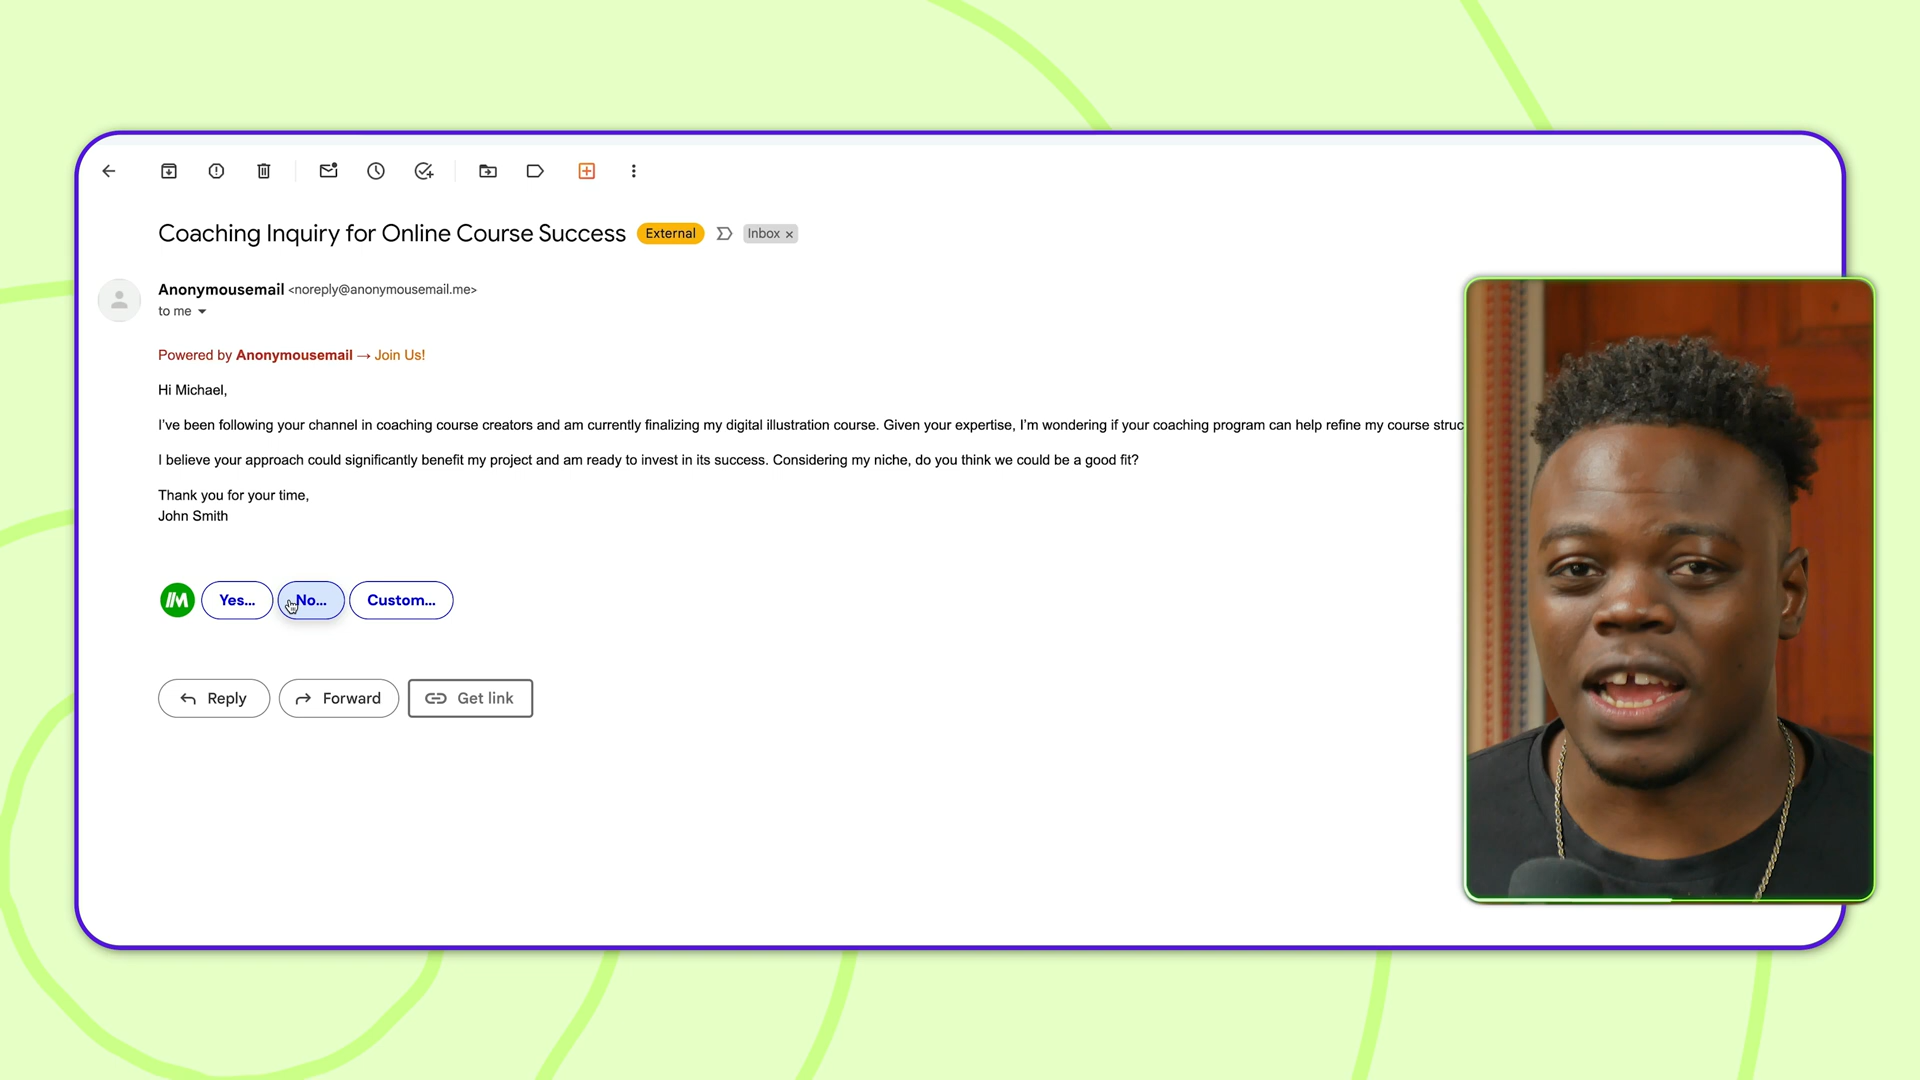 Coaching Inquiry for Online Course Success External Inbox x
Anonymousemail <noreply@anonymousemail.me>
to me
Powered by Anonymousemail → Join Us!
Hi Michael,
I've been following your channel in coaching course creators and am currently finalizing my digital illustration course. Given your expertise, I'm wondering if your coaching program can help refine my course struc
I believe your approach could significantly benefit my project and am ready to invest in its success. Considering my niche, do you think we could be a good fit?
Thank you for your time,
John Smith
M Yes... No... Custom...
Reply Forward Get link